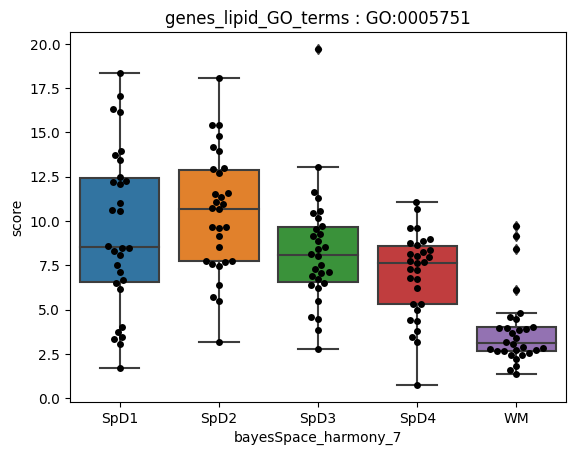 genes_lipid_GO_terms : GO:0005751
20.0
17.5
15.0
12.5
10.0
7.5
5.0
2.5
0.0
score
SpD1 SpD2 SpD3 SpD4 WM
bayesSpace_harmony_7